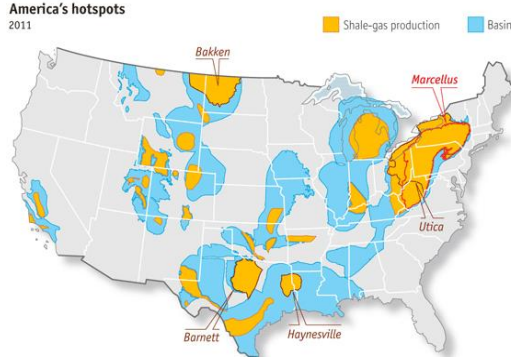 America's hotspots
2011
Shale-gas production
Basin
Bakken
Marcellus
Utica
Barnett
Haynesville